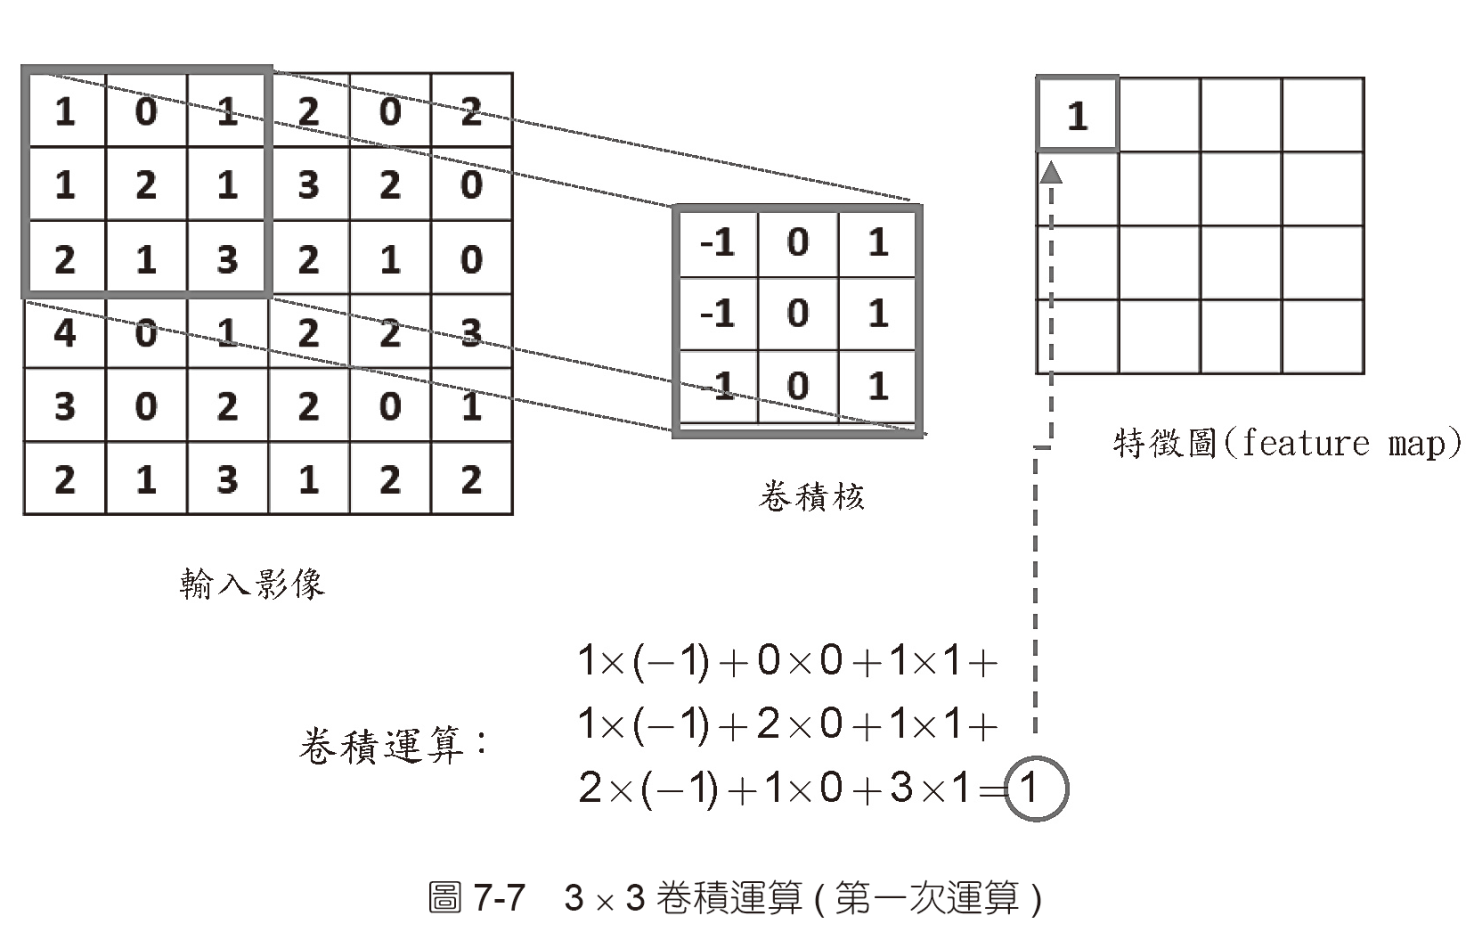 1 0 1 2 0 2
1 2 1 3 2 0
2 1 3 2 1 0
4 0 1 2 2 3
3 0 2 2 0 1
2 1 3 1 2 2
輸入影像
-1 0 1
-1 0 1
-1 0 1
卷積核
1
特徵圖(feature map)
卷積運算：
1×(−1)+0×0+1×1+
1×(−1)+2×0+1×1+
2×(−1)+1×0+3×1=1
圖 7-7　3 × 3 卷積運算 ( 第一次運算 )